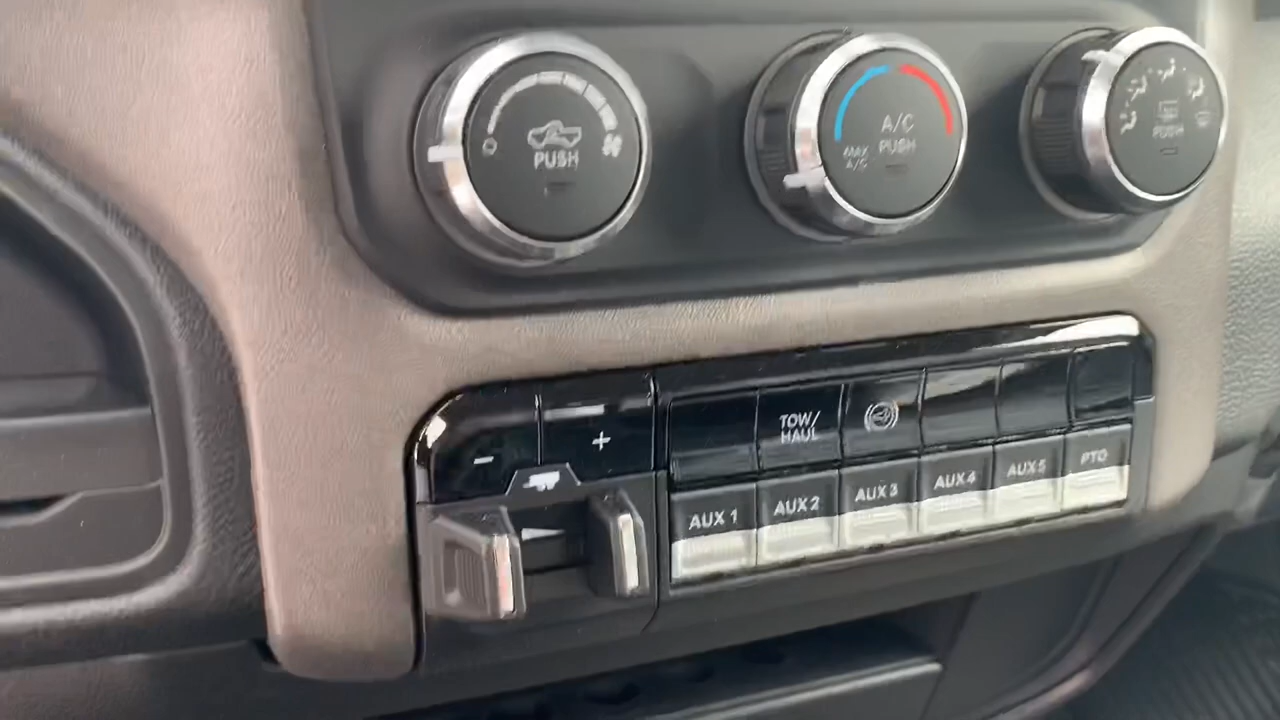 PUSH
A/C
PUSH
MAX
A/C
PUSH
- +
TOW/
HAUL
AUX 1 AUX 2 AUX 3 AUX 4 AUX 5 PTO